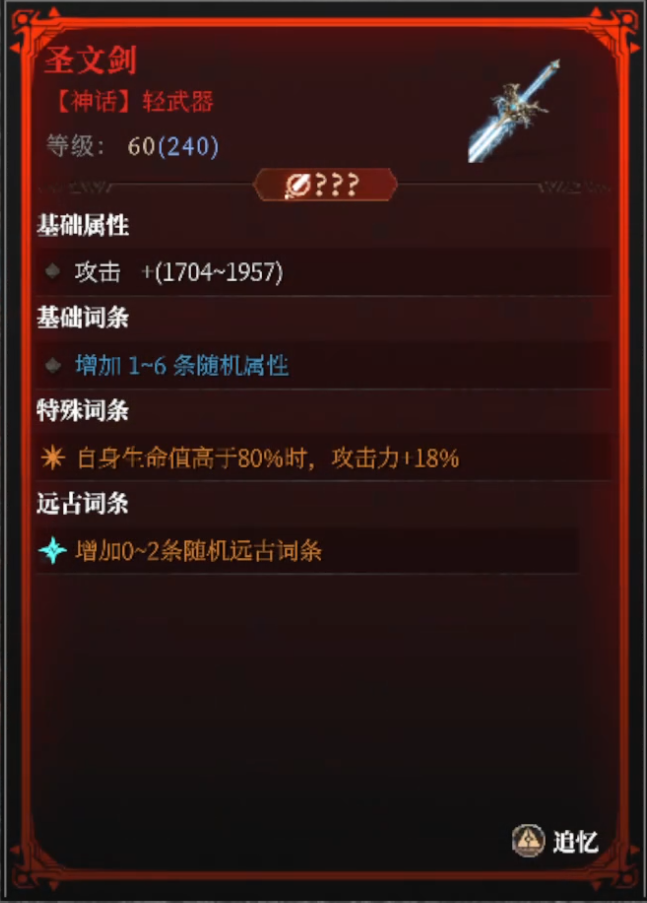 圣文剑
【神话】轻武器
等级： 60(240)
???
基础属性
攻击 +(1704~1957)
基础词条
增加 1~6 条随机属性
特殊词条
自身生命值高于80%时，攻击力+18%
远古词条
增加0~2条随机远古词条
追忆